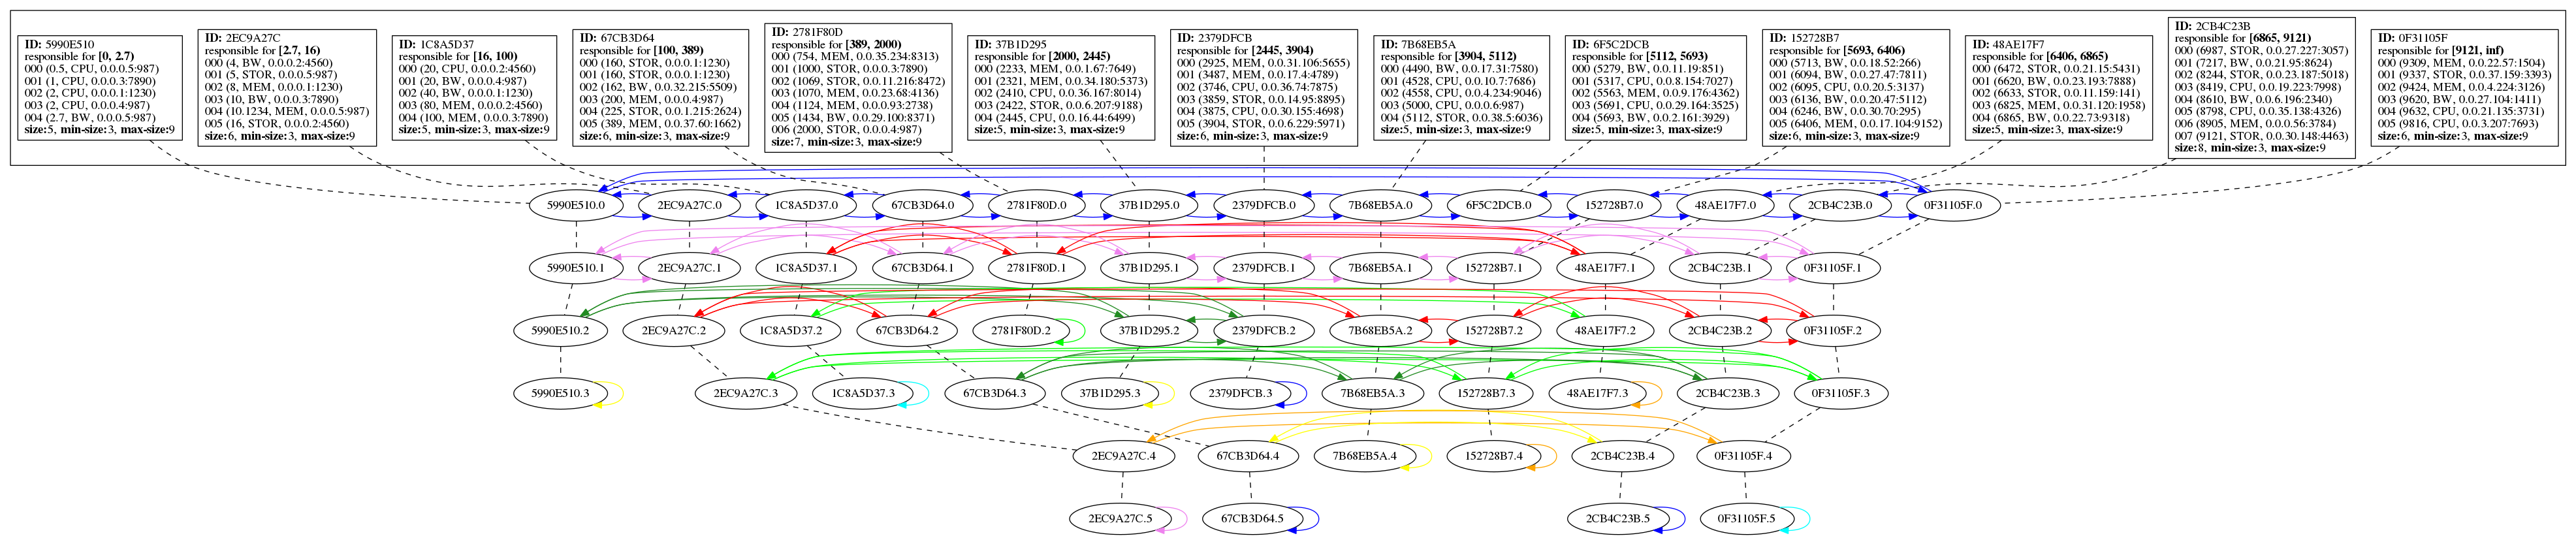 ID: 5990E510
responsible for [0, 2.7)
000 (0.5, CPU, 0.0.0.5:987)
001 (1, CPU, 0.0.0.3:7890)
002 (2, CPU, 0.0.0.1:1230)
003 (2, CPU, 0.0.0.4:987)
004 (2.7, BW, 0.0.0.5:987)
size:5, min-size:3, max-size:9
ID: 2EC9A27C
responsible for [2.7, 16)
000 (4, BW, 0.0.0.2:4560)
001 (5, STOR, 0.0.0.5:987)
002 (8, MEM, 0.0.0.1:1230)
003 (10, BW, 0.0.0.3:7890)
004 (10.1234, MEM, 0.0.0.5:987)
005 (16, STOR, 0.0.0.2:4560)
size:6, min-size:3, max-size:9
ID: 1C8A5D37
responsible for [16, 100)
000 (20, CPU, 0.0.0.2:4560)
001 (20, BW, 0.0.0.4:987)
002 (40, BW, 0.0.0.1:1230)
003 (80, MEM, 0.0.0.2:4560)
004 (100, MEM, 0.0.0.3:7890)
size:5, min-size:3, max-size:9
ID: 67CB3D64
responsible for [100, 389)
000 (160, STOR, 0.0.0.1:1230)
001 (160, STOR, 0.0.0.1:1230)
002 (162, BW, 0.0.32.215:5509)
003 (200, MEM, 0.0.0.4:987)
004 (225, STOR, 0.0.1.215:2624)
005 (389, MEM, 0.0.37.60:1662)
size:6, min-size:3, max-size:9
ID: 2781F80D
responsible for [389, 2000)
000 (754, MEM, 0.0.35.234:8313)
001 (1000, STOR, 0.0.0.3:7890)
002 (1069, STOR, 0.0.11.216:8472)
003 (1070, MEM, 0.0.23.68:4136)
004 (1124, MEM, 0.0.0.93:2738)
005 (1434, BW, 0.0.29.100:8371)
006 (2000, STOR, 0.0.0.4:987)
size:7, min-size:3, max-size:9
ID: 37B1D295
responsible for [2000, 2445)
000 (2233, MEM, 0.0.1.67:7649)
001 (2321, MEM, 0.0.34.180:5373)
002 (2410, CPU, 0.0.36.167:8014)
003 (2422, STOR, 0.0.6.207:9188)
004 (2445, CPU, 0.0.16.44:6499)
size:5, min-size:3, max-size:9
ID: 2379DFCB
responsible for [2445, 3904)
000 (2925, MEM, 0.0.31.106:5655)
001 (3487, MEM, 0.0.17.4:4789)
002 (3746, CPU, 0.0.36.74:7875)
003 (3859, STOR, 0.0.14.95:8895)
004 (3875, CPU, 0.0.30.155:4698)
005 (3904, STOR, 0.0.6.229:5971)
size:6, min-size:3, max-size:9
ID: 7B68EB5A
responsible for [3904, 5112)
000 (4490, BW, 0.0.17.31:7580)
001 (4528, CPU, 0.0.10.7:7686)
002 (4558, CPU, 0.0.4.234:9046)
003 (5000, CPU, 0.0.0.6:987)
004 (5112, STOR, 0.0.38.5:6036)
size:5, min-size:3, max-size:9
ID: 6F5C2DCB
responsible for [5112, 5693)
000 (5279, BW, 0.0.11.19:851)
001 (5317, CPU, 0.0.8.154:7027)
002 (5563, MEM, 0.0.9.176:4362)
003 (5691, CPU, 0.0.29.164:3525)
004 (5693, BW, 0.0.2.161:3929)
size:5, min-size:3, max-size:9
ID: 152728B7
responsible for [5693, 6406)
000 (5713, BW, 0.0.18.52:266)
001 (6094, BW, 0.0.27.47:7811)
002 (6095, CPU, 0.0.20.5:3137)
003 (6136, BW, 0.0.20.47:5112)
004 (6246, BW, 0.0.30.70:295)
005 (6406, MEM, 0.0.17.104:9152)
size:6, min-size:3, max-size:9
ID: 48AE17F7
responsible for [6406, 6865)
000 (6472, STOR, 0.0.21.15:5431)
001 (6620, BW, 0.0.23.193:7888)
002 (6633, STOR, 0.0.11.159:141)
003 (6825, MEM, 0.0.31.120:1958)
004 (6865, BW, 0.0.22.73:9318)
size:5, min-size:3, max-size:9
ID: 2CB4C23B
responsible for [6865, 9121)
000 (6987, STOR, 0.0.27.227:3057)
001 (7217, BW, 0.0.21.95:8624)
002 (8244, STOR, 0.0.23.187:5018)
003 (8419, CPU, 0.0.19.223:7998)
004 (8610, BW, 0.0.6.196:2340)
005 (8798, CPU, 0.0.35.138:4326)
006 (8905, MEM, 0.0.0.56:3784)
007 (9121, STOR, 0.0.30.148:4463)
size:8, min-size:3, max-size:9
ID: 0F31105F
responsible for [9121, inf)
000 (9309, MEM, 0.0.22.57:1504)
001 (9337, STOR, 0.0.37.159:3393)
002 (9424, MEM, 0.0.4.224:3126)
003 (9620, BW, 0.0.27.104:1411)
004 (9632, CPU, 0.0.21.135:3731)
005 (9816, CPU, 0.0.3.207:7693)
size:6, min-size:3, max-size:9
5990E510.0 2EC9A27C.0 1C8A5D37.0 67CB3D64.0 2781F80D.0 37B1D295.0 2379DFCB.0 7B68EB5A.0 6F5C2DCB.0 152728B7.0 48AE17F7.0 2CB4C23B.0 0F31105F.0
5990E510.1 2EC9A27C.1 1C8A5D37.1 67CB3D64.1 2781F80D.1 37B1D295.1 2379DFCB.1 7B68EB5A.1 152728B7.1 48AE17F7.1 2CB4C23B.1 0F31105F.1
5990E510.2 2EC9A27C.2 1C8A5D37.2 67CB3D64.2 2781F80D.2 37B1D295.2 2379DFCB.2 7B68EB5A.2 152728B7.2 48AE17F7.2 2CB4C23B.2 0F31105F.2
5990E510.3 2EC9A27C.3 1C8A5D37.3 67CB3D64.3 37B1D295.3 2379DFCB.3 7B68EB5A.3 152728B7.3 48AE17F7.3 2CB4C23B.3 0F31105F.3
2EC9A27C.4 67CB3D64.4 7B68EB5A.4 152728B7.4 2CB4C23B.4 0F31105F.4
2EC9A27C.5 67CB3D64.5 2CB4C23B.5 0F31105F.5